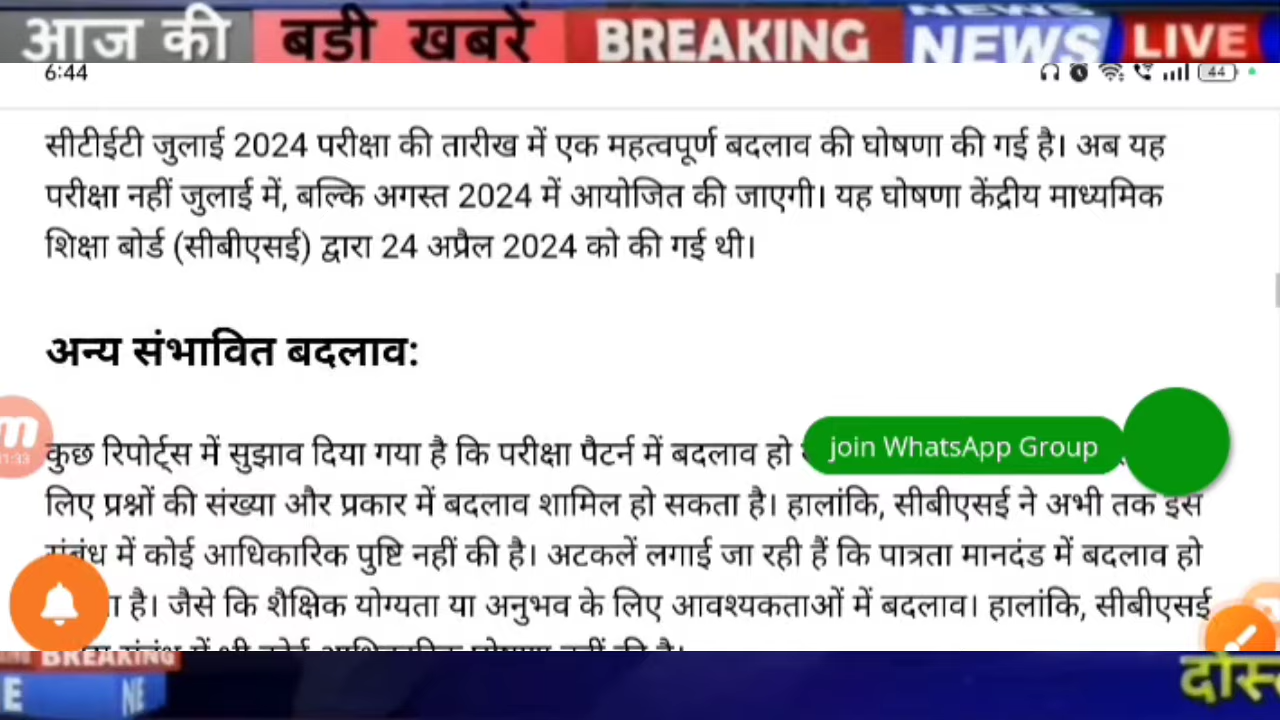 आज की बडी खबरें BREAKING NEWS LIVE
6:44 44
सीटीईटी जुलाई 2024 परीक्षा की तारीख में एक महत्वपूर्ण बदलाव की घोषणा की गई है। अब यह
परीक्षा नहीं जुलाई में, बल्कि अगस्त 2024 में आयोजित की जाएगी। यह घोषणा केंद्रीय माध्यमिक
शिक्षा बोर्ड (सीबीएसई) द्वारा 24 अप्रैल 2024 को की गई थी।
अन्य संभावित बदलाव:
कुछ रिपोर्ट्स में सुझाव दिया गया है कि परीक्षा पैटर्न में बदलाव हो
join WhatsApp Group
लिए प्रश्नों की संख्या और प्रकार में बदलाव शामिल हो सकता है। हालांकि, सीबीएसई ने अभी तक इस
संबंध में कोई आधिकारिक पुष्टि नहीं की है। अटकलें लगाई जा रही हैं कि पात्रता मानदंड में बदलाव हो
है। जैसे कि शैक्षिक योग्यता या अनुभव के लिए आवश्यकताओं में बदलाव। हालांकि, सीबीएसई
BREAKING